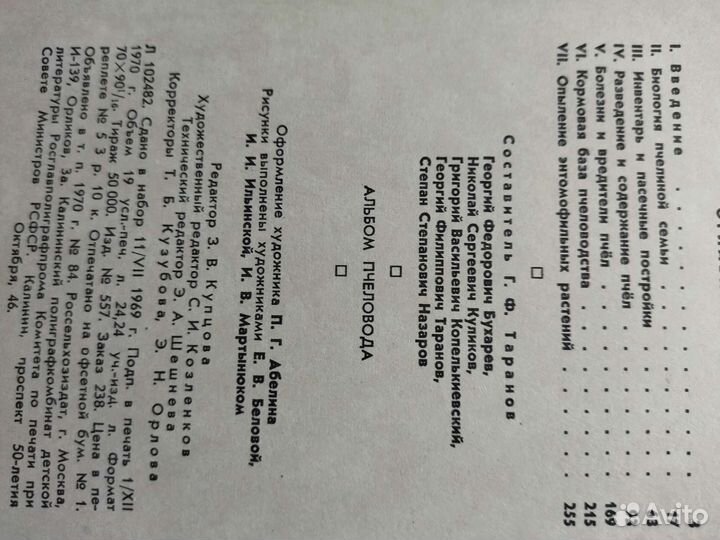 I. Введение . . . . . . . . 3
II. Биология пчелиной семьи . . . . 17
III. Инвентарь и пасечные постройки . . . 43
IV. Разведение и содержание пчёл . . .
V. Болезни и вредители пчёл . . . . 169
VI. Кормовая база пчеловодства . . . . 215
VII. Опыление энтомофильных растений . . . . 255
Составитель Г. Ф. Таранов
Георгий Федорович Бухарев,
Николай Сергеевич Куликов,
Григорий Васильевич Копелькиевский,
Георгий Филиппович Таранов,
Степан Степанович Назаров
АЛЬБОМ ПЧЕЛОВОДА
Оформление художника П. Г. Абелина
Рисунки выполнены художниками Е. В. Беловой,
И. И. Ильинской, И. В. Мартынюком
Редактор З. В. Купцова
Художественный редактор С. И. Козленков
Технический редактор Э. А. Шешнева
Корректоры Т. Б. Кузубова, Э. Н. Орлова
Л 102482. Сдано в набор 11/VII 1969 г. Подп. в печать 1/XII
1970 г. Объем 19 усл.-печ. л. 24,24 уч.-изд. л. Формат
70×90¹/₁₆. Тираж 50 000. Изд. № 557. Заказ 238. Цена в пе-
реплете № 5 3 р. 10 к. Отпечатано на офсетной бум. № 1.
Объявлено в т. п. 1970 г. № 84. Россельхозиздат, г. Москва,
И-139, Орликов, 3а. Калининский полиграфкомбинат детской
литературы Росглавполиграфпрома Комитета по печати при
Совете Министров РСФСР. Калинин, проспект 50-летия
Октября, 46.
Avito